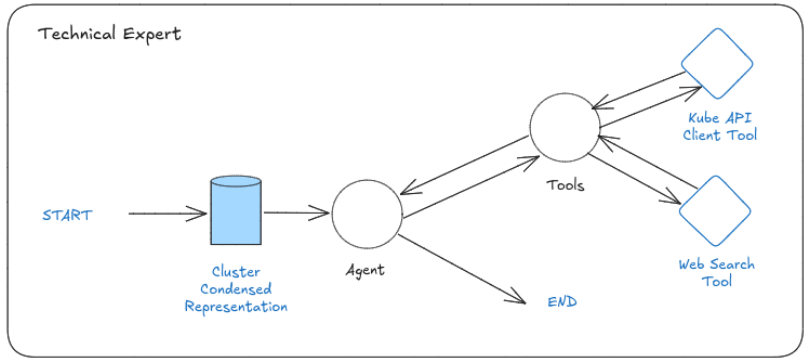 Technical Expert
Kube API
Client Tool
Tools
START
Agent
Cluster
Condensed
Representation
Web Search
Tool
END